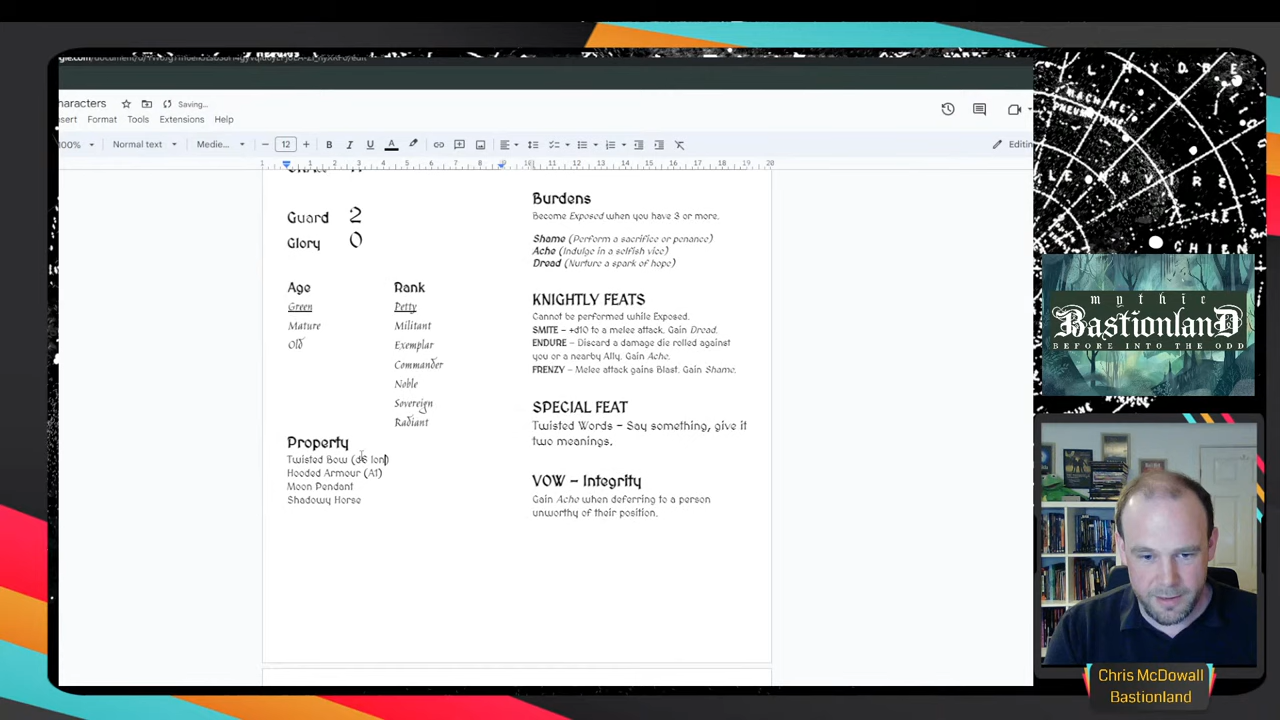 Saving...
Format Tools Extensions Help
100% Normal text Medie... 12
Guard 2
Glory 0
Age
Green
Mature
Old
Rank
Petty
Militant
Exemplar
Commander
Noble
Sovereign
Radiant
Property
Twisted Bow
Hooded Armour (A1)
Moon Pendant
Shadowy Horse
Burdens
Become Exposed when you have 3 or more.
Shame (Perform a sacrifice or penance)
Ache (Indulge in a selfish vice)
Dread (Nurture a spark of hope)
KNIGHTLY FEATS
Cannot be performed while Exposed.
SMITE – +d10 to a melee attack. Gain Dread.
ENDURE – Discard a damage die rolled against
you or a nearby Ally. Gain Ache.
FRENZY – Melee attack gains Blast. Gain Shame.
SPECIAL FEAT
Twisted Words – Say something, give it
two meanings.
VOW – Integrity
Gain Ache when deferring to a person
unworthy of their position.
mythic
Bastionland
BEFORE INTO THE ODD
Chris McDowall
Bastionland